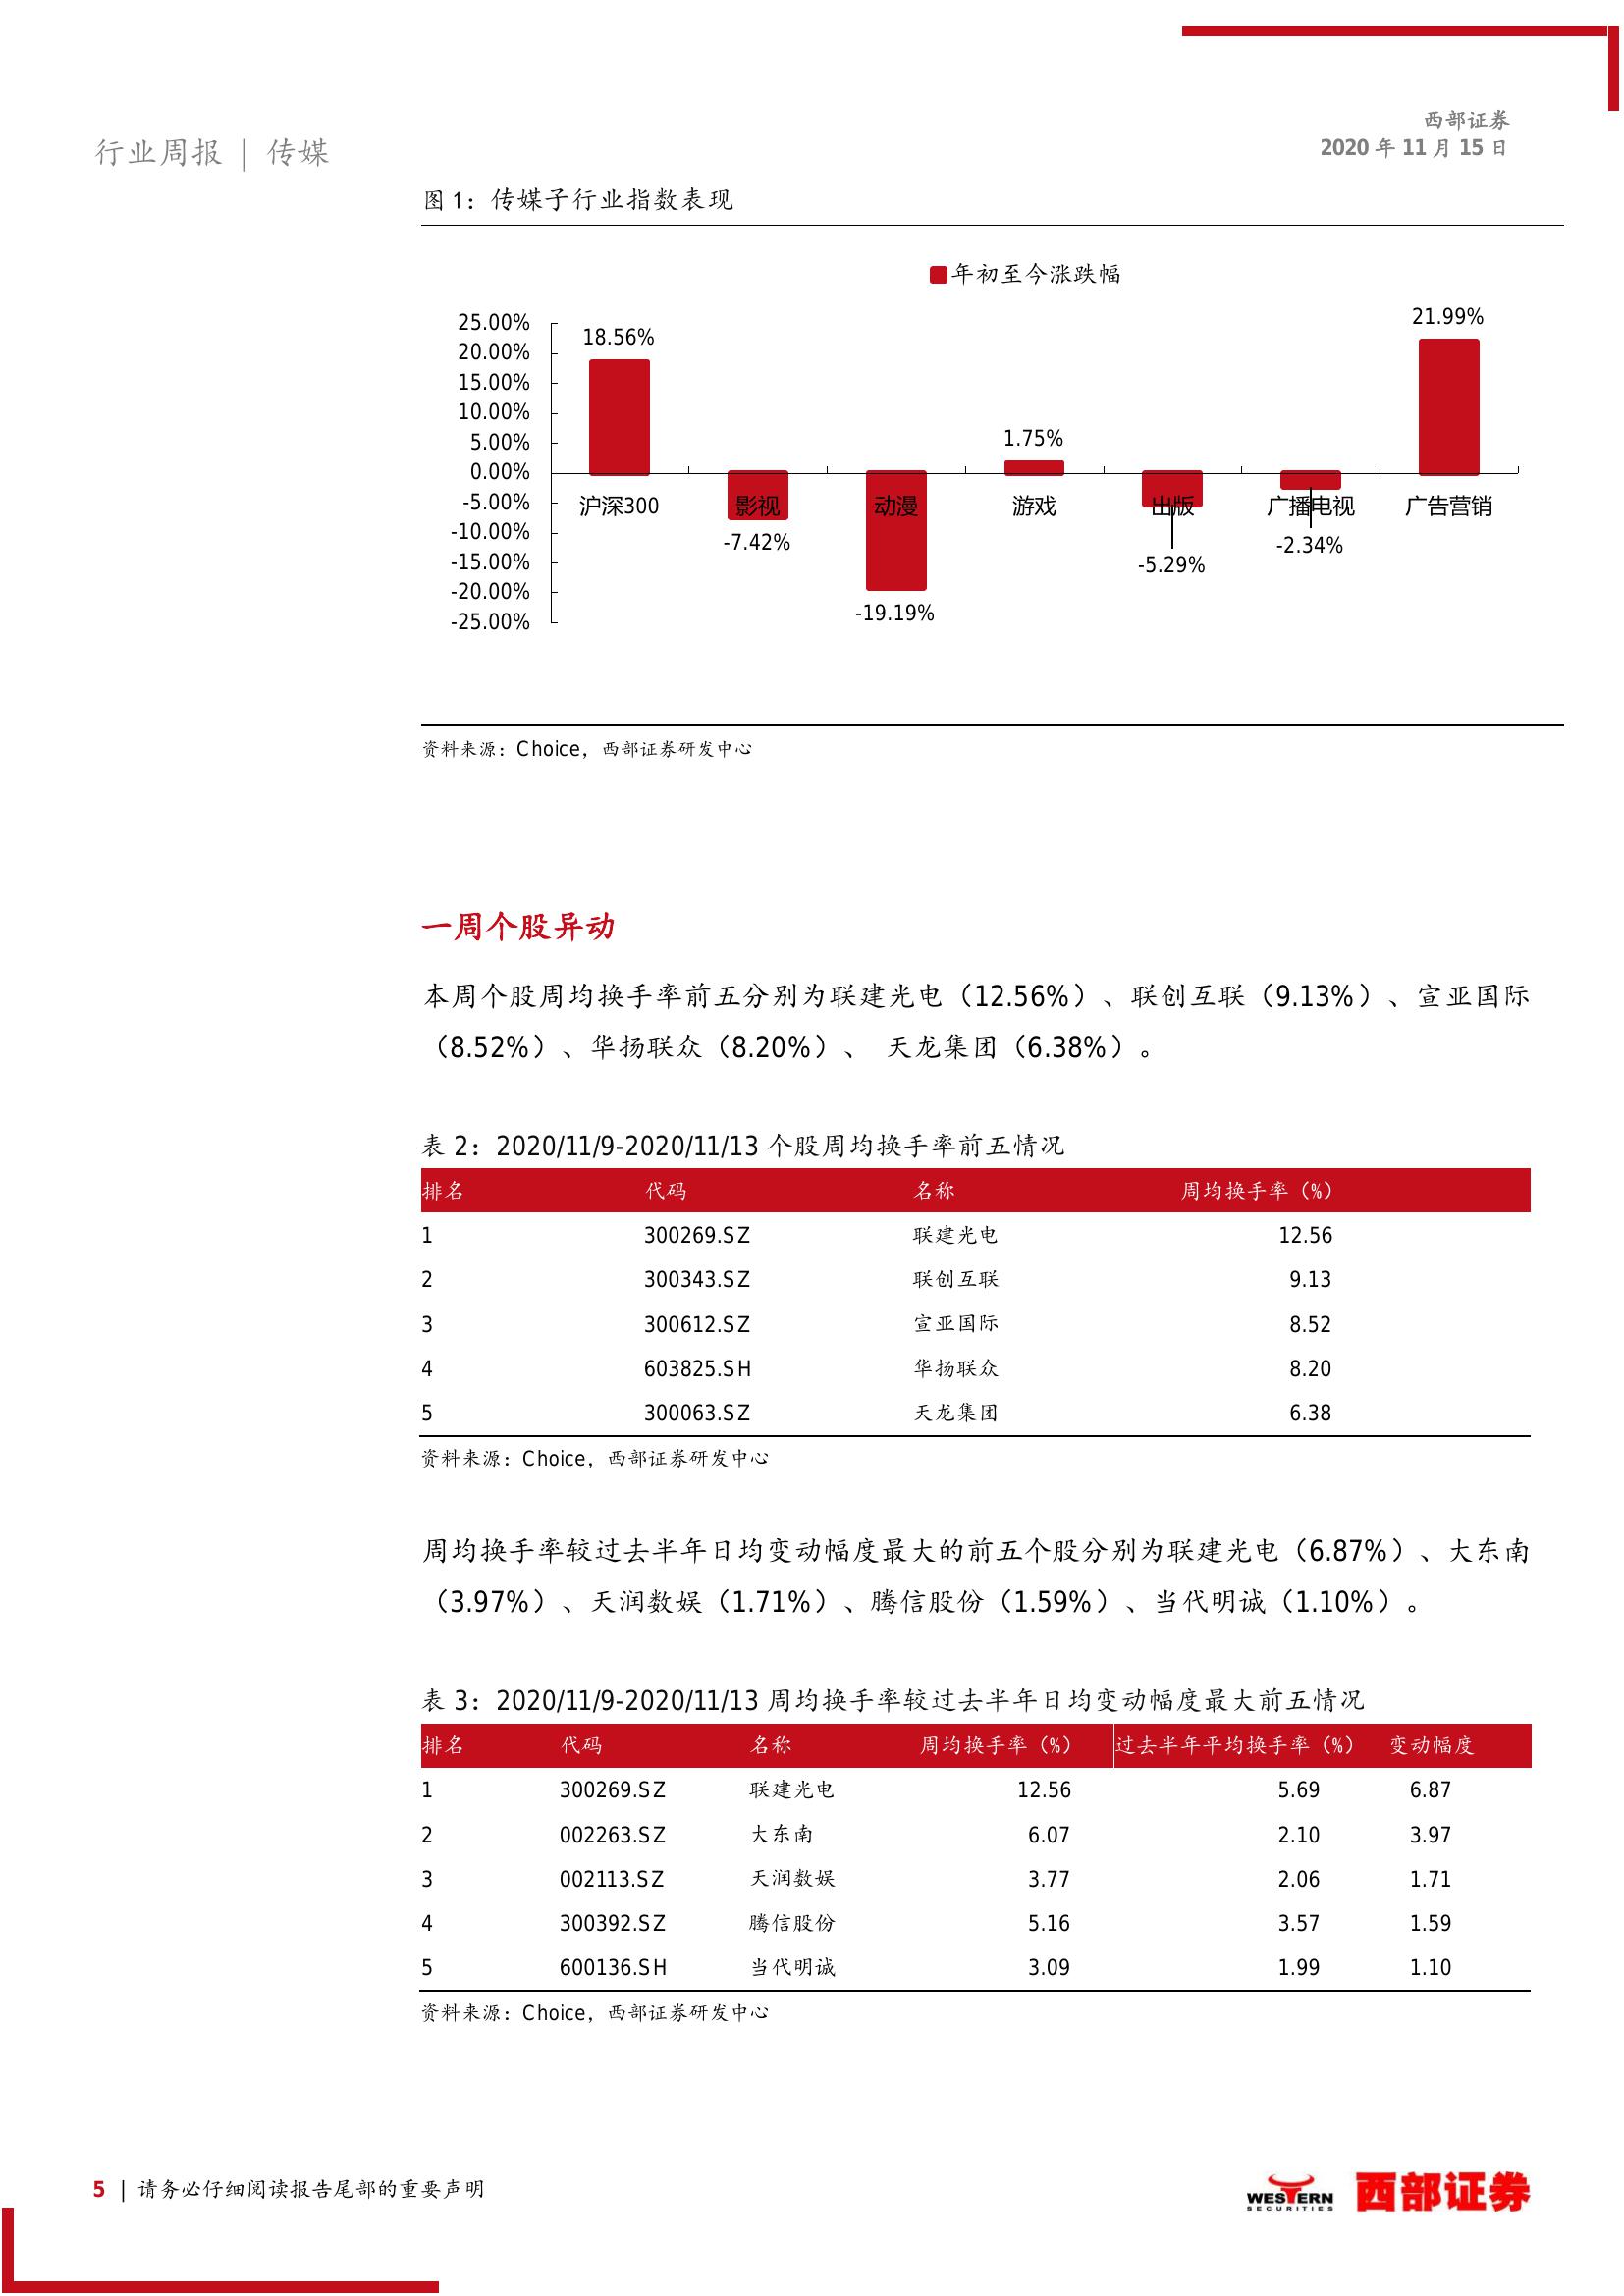 西部证券
2020 年 11 月 15 日
行业周报 | 传媒
图 1：传媒子行业指数表现
年初至今涨跌幅
25.00%
20.00%
15.00%
10.00%
5.00%
0.00%
-5.00%
-10.00%
-15.00%
-20.00%
-25.00%
18.56%
-7.42%
-19.19%
1.75%
-5.29%
-2.34%
21.99%
沪深300 影视 动漫 游戏 出版 广播电视 广告营销
资料来源：Choice，西部证券研发中心
一周个股异动
本周个股周均换手率前五分别为联建光电（12.56%）、联创互联（9.13%）、宣亚国际
（8.52%）、华扬联众（8.20%）、 天龙集团（6.38%）。
表 2：2020/11/9-2020/11/13 个股周均换手率前五情况
排名 代码 名称 周均换手率（%）
1 300269.SZ 联建光电 12.56
2 300343.SZ 联创互联 9.13
3 300612.SZ 宣亚国际 8.52
4 603825.SH 华扬联众 8.20
5 300063.SZ 天龙集团 6.38
资料来源：Choice，西部证券研发中心
周均换手率较过去半年日均变动幅度最大的前五个股分别为联建光电（6.87%）、大东南
（3.97%）、天润数娱（1.71%）、腾信股份（1.59%）、当代明诚（1.10%）。
表 3：2020/11/9-2020/11/13 周均换手率较过去半年日均变动幅度最大前五情况
排名 代码 名称 周均换手率（%） 过去半年平均换手率（%） 变动幅度
1 300269.SZ 联建光电 12.56 5.69 6.87
2 002263.SZ 大东南 6.07 2.10 3.97
3 002113.SZ 天润数娱 3.77 2.06 1.71
4 300392.SZ 腾信股份 5.16 3.57 1.59
5 600136.SH 当代明诚 3.09 1.99 1.10
资料来源：Choice，西部证券研发中心
5 | 请务必仔细阅读报告尾部的重要声明
WESTERN
SECURITIES
西部证券